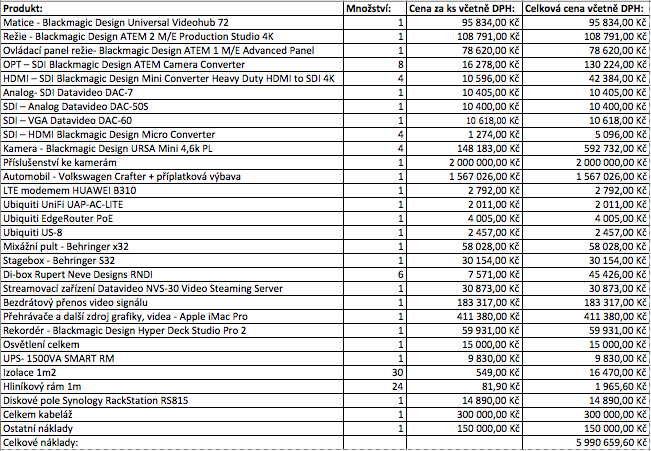 Produkt: Množství: Cena za ks včetně DPH: Celková cena včetně DPH:
Matice - Blackmagic Design Universal Videohub 72 1 95 834,00 Kč 95 834,00 Kč
Režie - Blackmagic Design ATEM 2 M/E Production Studio 4K 1 108 791,00 Kč 108 791,00 Kč
Ovládací panel režie- Blackmagic Design ATEM 1 M/E Advanced Panel 1 78 620,00 Kč 78 620,00 Kč
OPT – SDI Blackmagic Design ATEM Camera Converter 8 16 278,00 Kč 130 224,00 Kč
HDMI – SDI Blackmagic Design Mini Converter Heavy Duty HDMI to SDI 4K 4 10 596,00 Kč 42 384,00 Kč
Analog- SDI Datavideo DAC-7 1 10 405,00 Kč 10 405,00 Kč
SDI – Analog Datavideo DAC-50S 1 10 400,00 Kč 10 400,00 Kč
SDI – VGA Datavideo DAC-60 1 10 618,00 Kč 10 618,00 Kč
SDI – HDMI Blackmagic Design Micro Converter 4 1 274,00 Kč 5 096,00 Kč
Kamera - Blackmagic Design URSA Mini 4,6k PL 4 148 183,00 Kč 592 732,00 Kč
Příslušenství ke kamerám 1 2 000 000,00 Kč 2 000 000,00 Kč
Automobil - Volkswagen Crafter + příplatková výbava 1 1 567 026,00 Kč 1 567 026,00 Kč
LTE modemem HUAWEI B310 1 2 792,00 Kč 2 792,00 Kč
Ubiquiti UniFi UAP-AC-LITE 1 2 011,00 Kč 2 011,00 Kč
Ubiquiti EdgeRouter PoE 1 4 005,00 Kč 4 005,00 Kč
Ubiquiti US-8 1 2 457,00 Kč 2 457,00 Kč
Mixážní pult - Behringer x32 1 58 028,00 Kč 58 028,00 Kč
Stagebox - Behringer S32 1 30 154,00 Kč 30 154,00 Kč
Di-box Rupert Neve Designs RNDI 6 7 571,00 Kč 45 426,00 Kč
Streamovací zařízení Datavideo NVS-30 Video Steaming Server 1 30 873,00 Kč 30 873,00 Kč
Bezdrátový přenos video signálu 1 183 317,00 Kč 183 317,00 Kč
Přehrávače a další zdroj grafiky, videa - Apple iMac Pro 1 411 380,00 Kč 411 380,00 Kč
Rekordér - Blackmagic Design Hyper Deck Studio Pro 2 1 59 931,00 Kč 59 931,00 Kč
Osvětlení celkem 1 15 000,00 Kč 15 000,00 Kč
UPS- 1500VA SMART RM 1 9 830,00 Kč 9 830,00 Kč
Izolace 1m2 30 549,00 Kč 16 470,00 Kč
Hliníkový rám 1m 24 81,90 Kč 1 965,60 Kč
Diskové pole Synology RackStation RS815 1 14 890,00 Kč 14 890,00 Kč
Celkem kabeláž 1 300 000,00 Kč 300 000,00 Kč
Ostatní náklady 1 150 000,00 Kč 150 000,00 Kč
Celkové náklady: 5 990 659,60 Kč